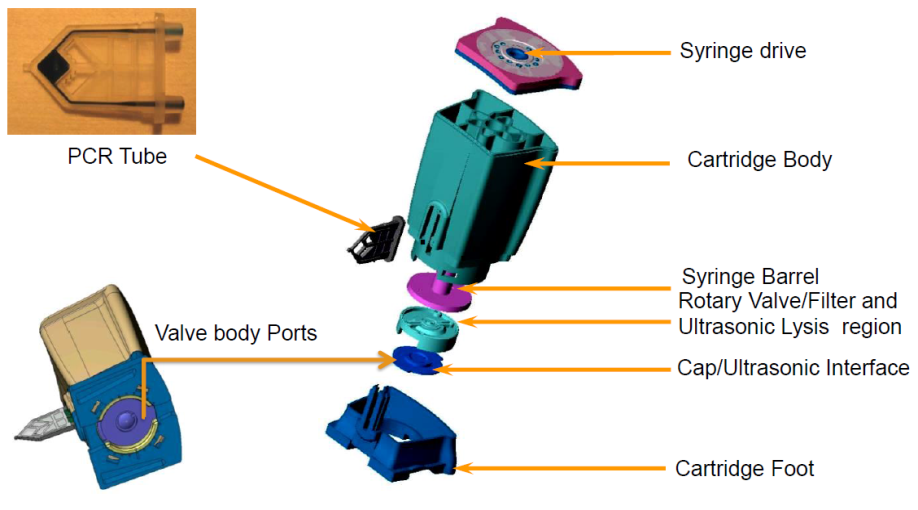 Syringe drive
PCR Tube
Cartridge Body
Syringe Barrel
Rotary Valve/Filter and
Ultrasonic Lysis region
Valve body Ports
Cap/Ultrasonic Interface
Cartridge Foot